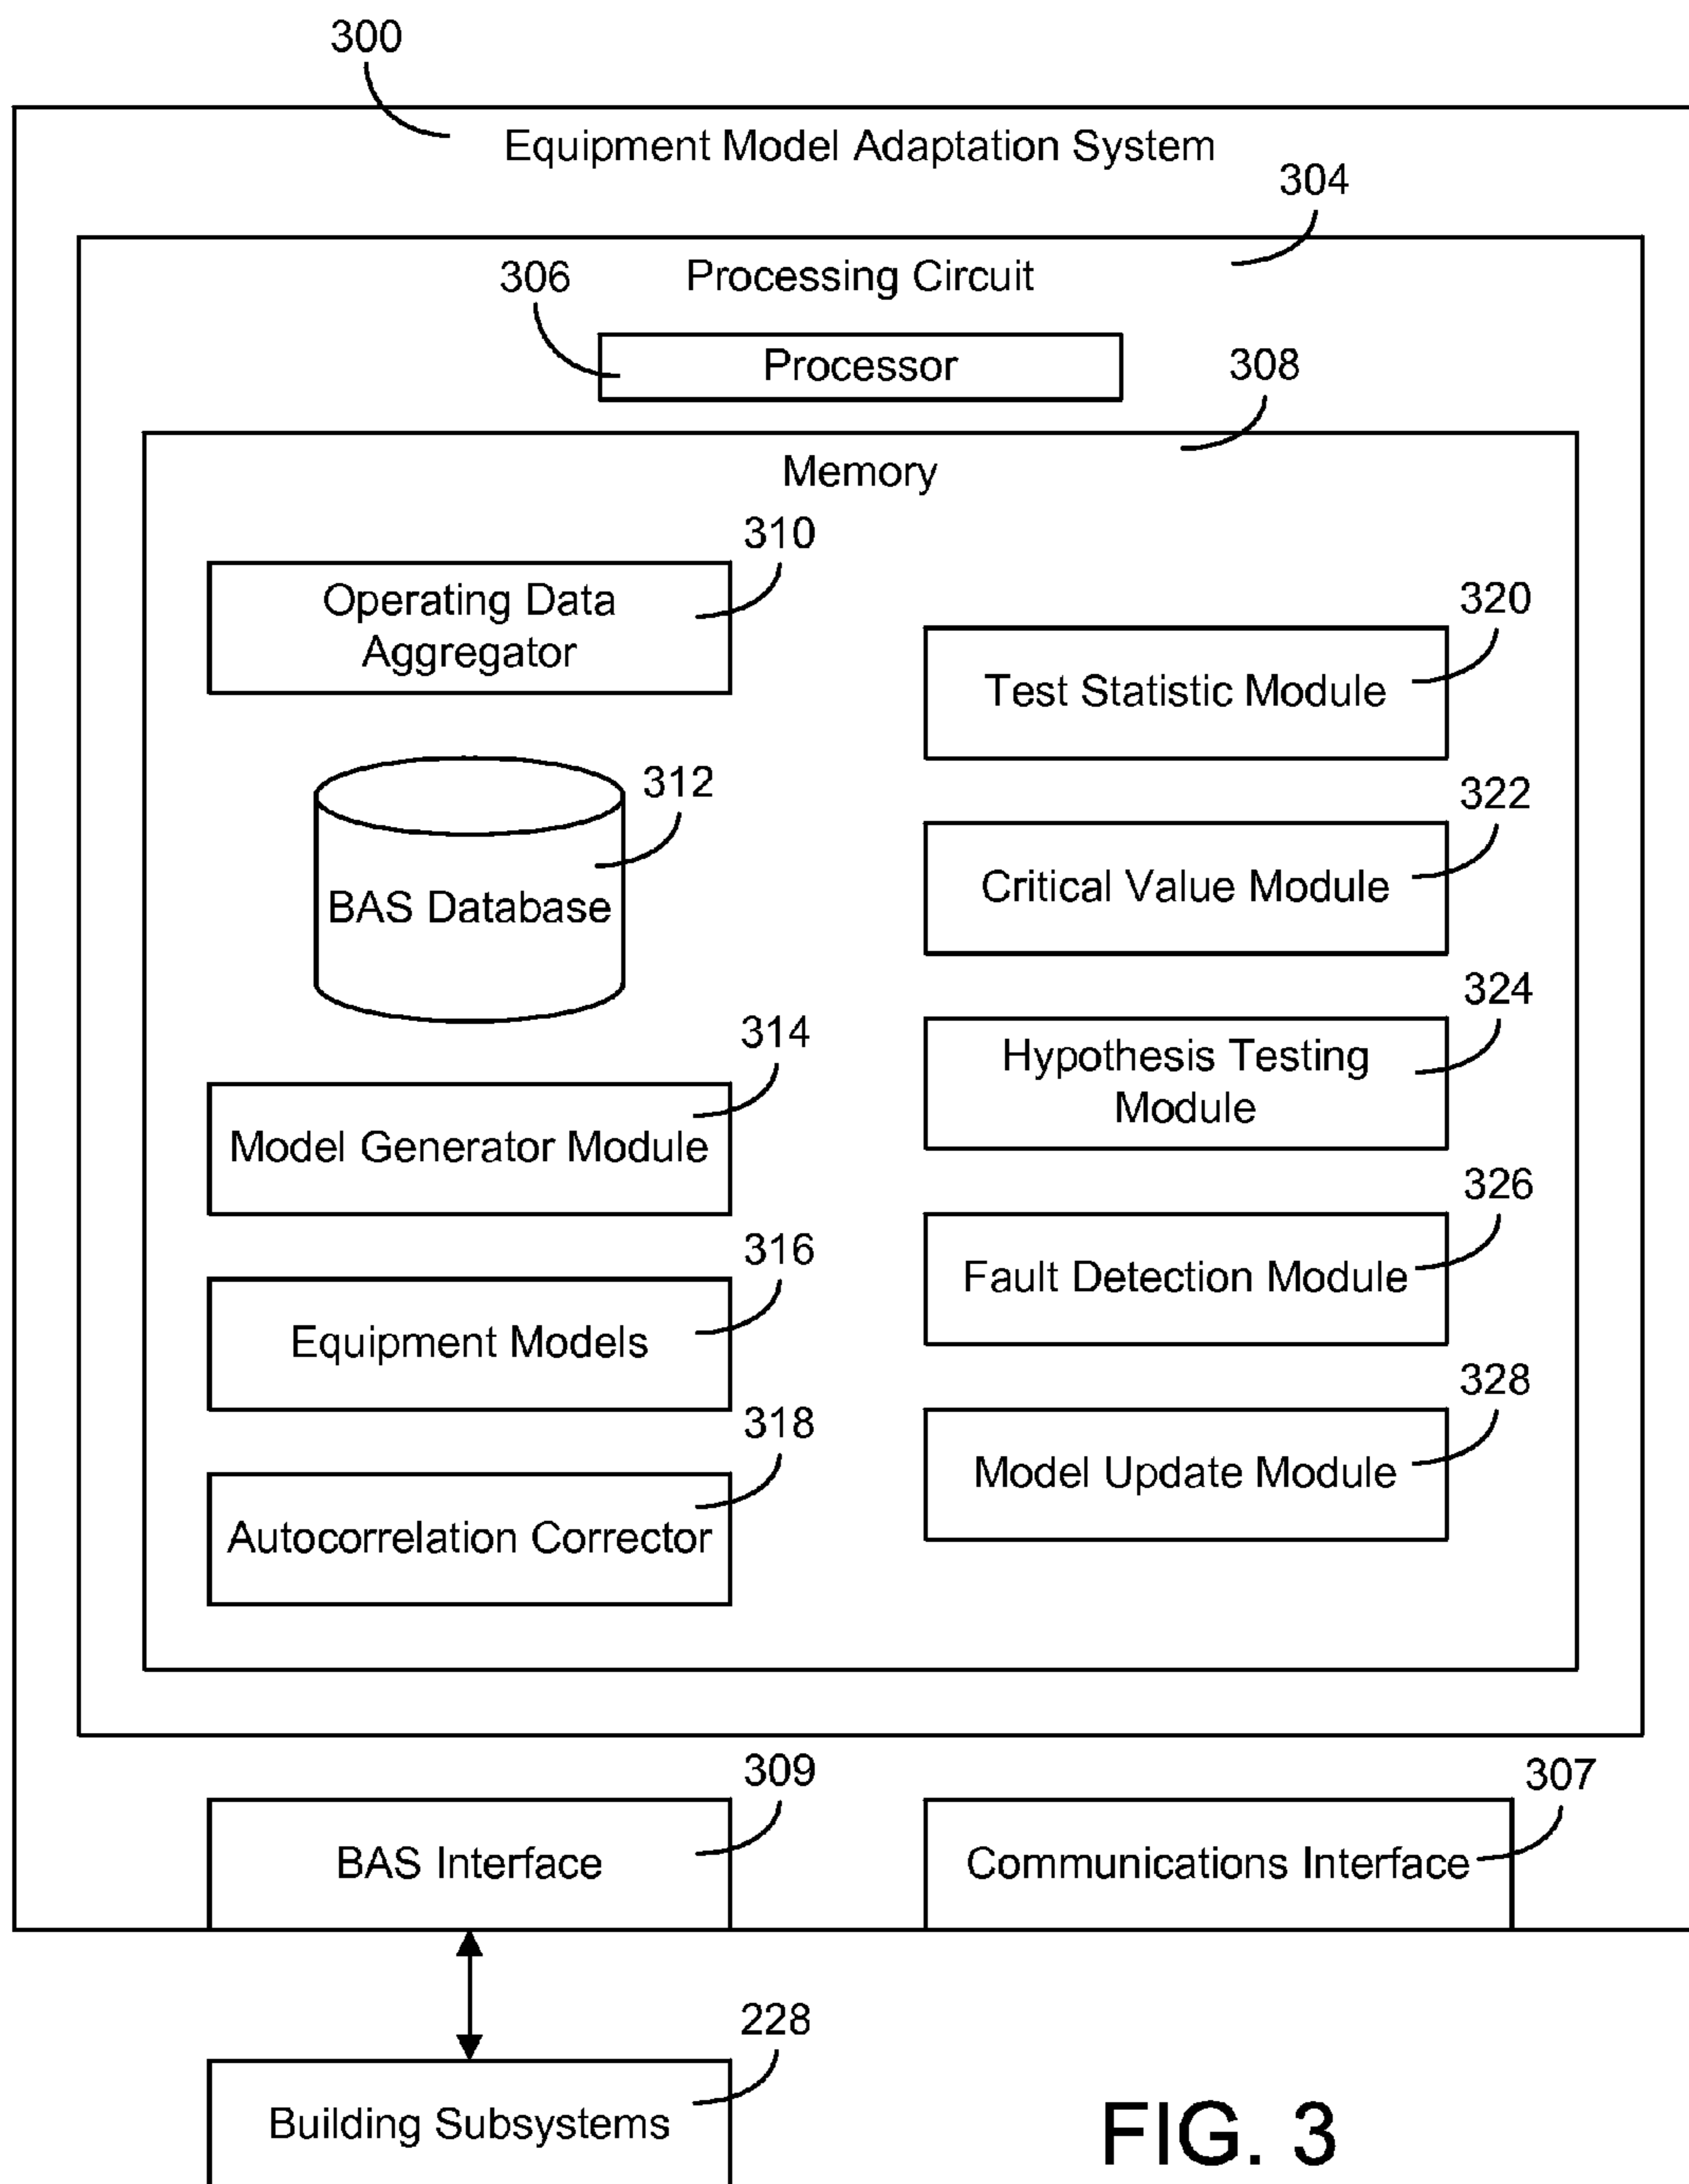 300
Equipment Model Adaptation System
304
Processing Circuit
306
Processor
308
Memory
310
Operating Data
Aggregator
312
BAS Database
314
Model Generator Module
316
Equipment Models
318
Autocorrelation Corrector
320
Test Statistic Module
322
Critical Value Module
324
Hypothesis Testing
Module
326
Fault Detection Module
328
Model Update Module
309
BAS Interface
307
Communications Interface
228
Building Subsystems
FIG. 3